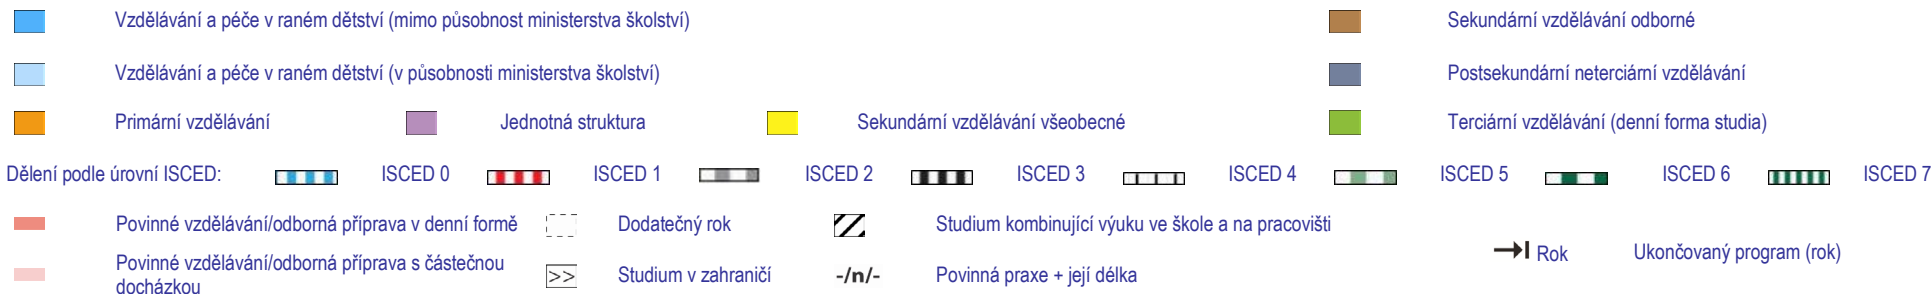 Vzdělávání a péče v raném dětství (mimo působnost ministerstva školství)
Sekundární vzdělávání odborné
Vzdělávání a péče v raném dětství (v působnosti ministerstva školství)
Postsekundární neterciární vzdělávání
Primární vzdělávání
Jednotná struktura
Sekundární vzdělávání všeobecné
Terciární vzdělávání (denní forma studia)
Dělení podle úrovní ISCED:
ISCED 0
ISCED 1
ISCED 2
ISCED 3
ISCED 4
ISCED 5
ISCED 6
ISCED 7
Povinné vzdělávání/odborná příprava v denní formě
Dodatečný rok
Studium kombinující výuku ve škole a na pracovišti
Rok
Ukončovaný program (rok)
Povinné vzdělávání/odborná příprava s částečnou
docházkou
>>
Studium v zahraničí
-/n/-
Povinná praxe + její délka